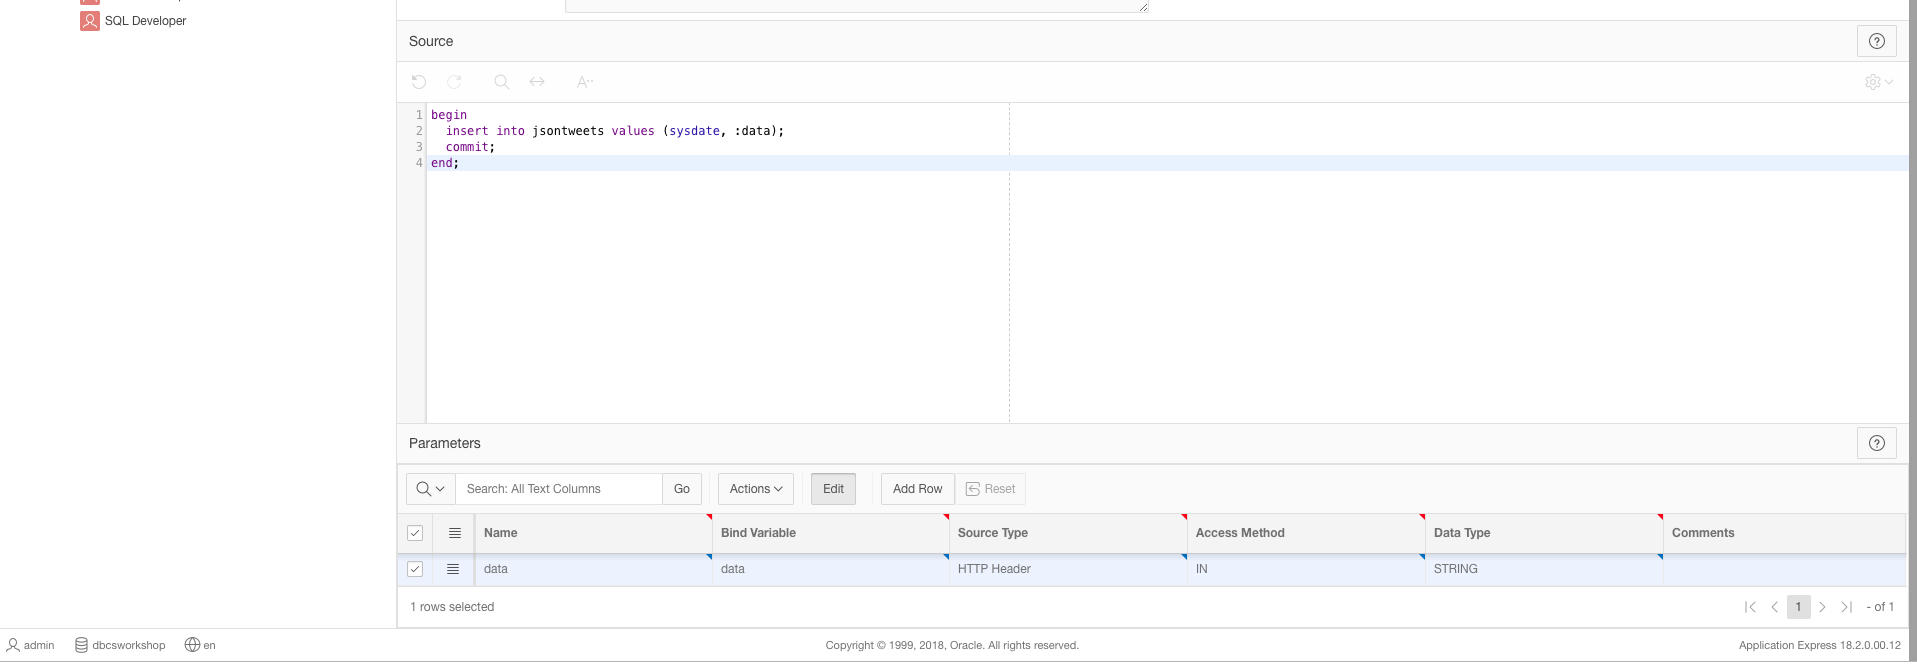 SQL Developer
Source
1 begin
2   insert into jsontweets values (sysdate, :data);
3   commit;
4 end;
Parameters
Search: All Text Columns Go Actions Edit Add Row Reset
Name Bind Variable Source Type Access Method Data Type Comments
data data HTTP Header IN STRING
1 rows selected 1 - of 1
admin dbcsworkshop en Copyright © 1999, 2018, Oracle. All rights reserved. Application Express 18.2.0.00.12